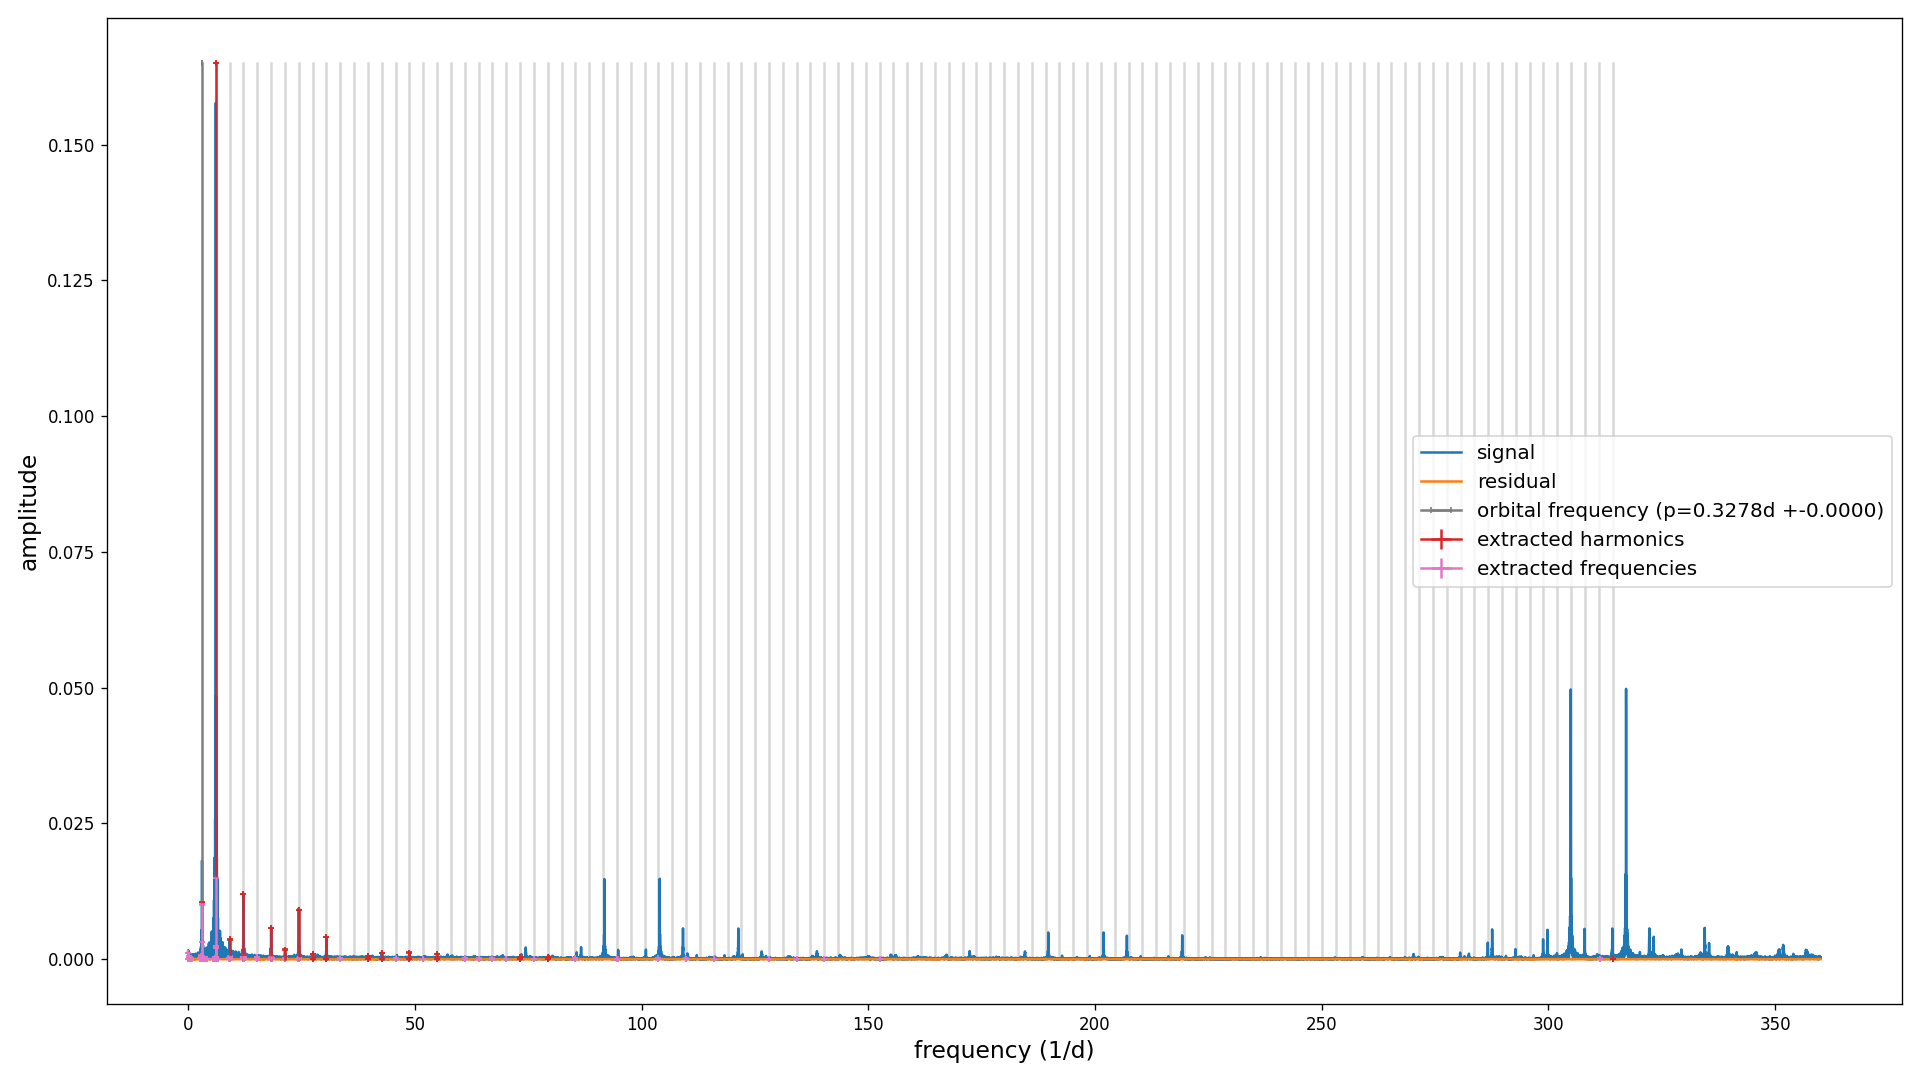 0.150
0.125
0.100
0.075
0.050
0.025
0.000
amplitude
signal
residual
orbital frequency (p=0.3278d +-0.0000)
extracted harmonics
extracted frequencies
0 50 100 150 200 250 300 350
frequency (1/d)